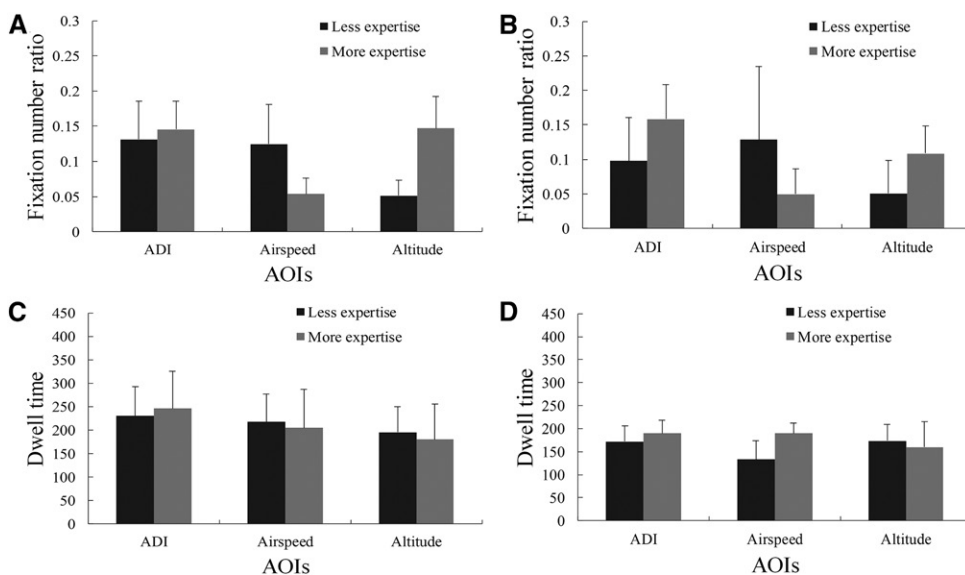 A
Fixation number ratio
0.3
0.25
0.2
0.15
0.1
0.05
0
Less expertise
More expertise
ADI
Airspeed
Altitude
AOIs
B
Fixation number ratio
0.3
0.25
0.2
0.15
0.1
0.05
0
Less expertise
More expertise
ADI
Airspeed
Altitude
AOIs
C
Dwell time
450
400
350
300
250
200
150
100
50
0
Less expertise
More expertise
ADI
Airspeed
Altitude
AOIs
D
Dwell time
450
400
350
300
250
200
150
100
50
0
Less expertise
More expertise
ADI
Airspeed
Altitude
AOIs